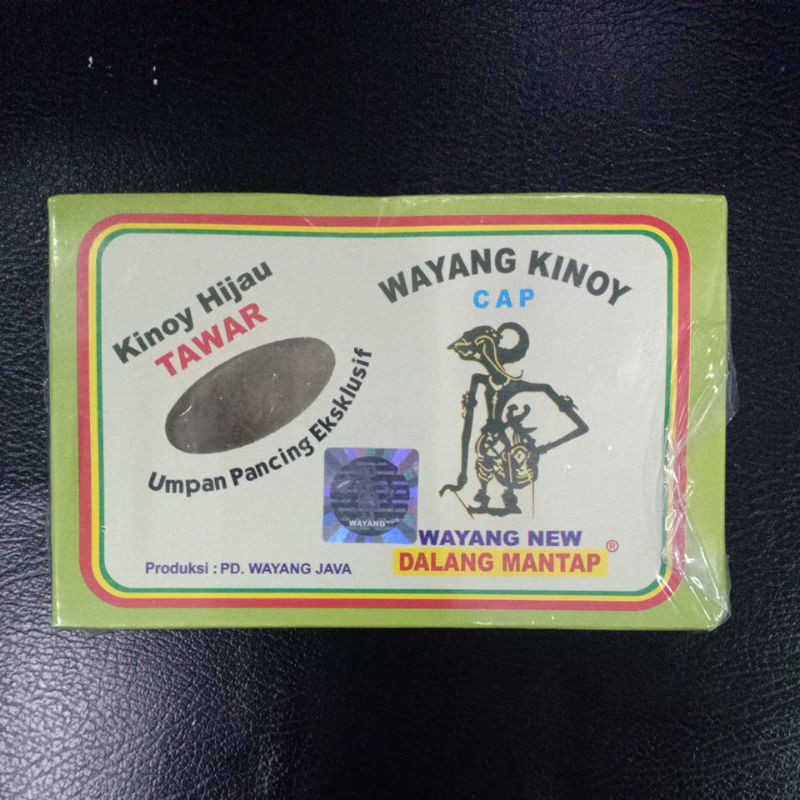 Kinoy Hijau
TAWAR
Umpan Pancing Eksklusif
WAYANG KINOY
CAP
WAYANG
WAYANG NEW
DALANG MANTAP ®
Produksi : PD. WAYANG JAVA